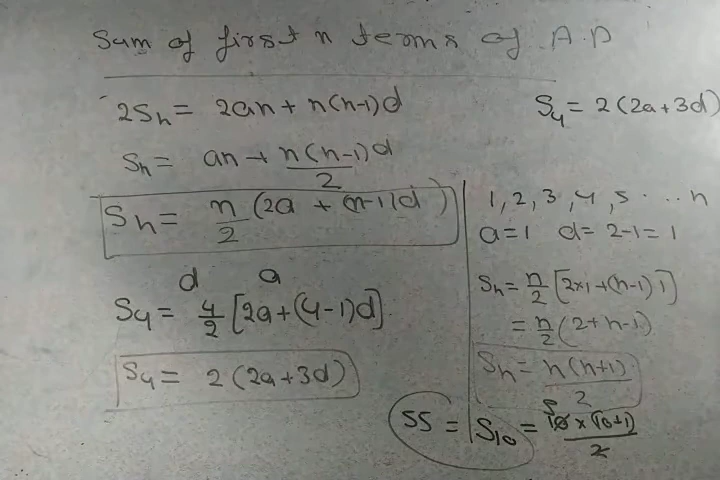 Sum of first n terms of A.P
2Sn = 2an + n(n-1)d
S4 = 2(2a+3d)
Sn = an + n(n-1)d/2
Sn = n/2 (2a + (n-1)d)
d a
S4 = 4/2 [2a+(4-1)d]
S4 = 2(2a+3d)
1, 2, 3, 4, 5 ... n
a=1 d= 2-1=1
Sn = n/2 [2×1+(n-1)1]
= n/2 (2+n-1)
Sn = n(n+1)/2
55 = S10 = 5 10×(10+1)/2